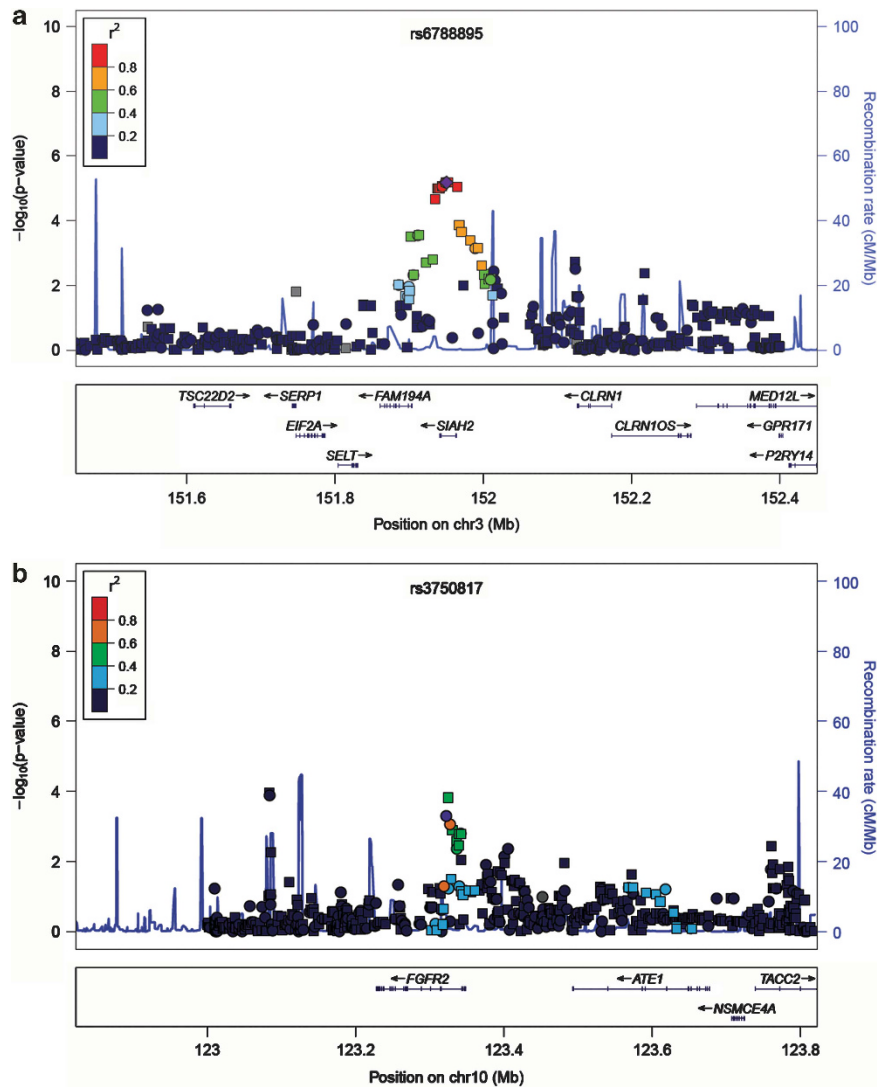 a
rs6788895
r²
0.8
0.6
0.4
0.2
10
8
6
4
2
0
−log₁₀(p−value)
100
80
60
40
20
0
Recombination rate (cM/Mb)
TSC22D2→ ←SERP1 ←FAM194A ←CLRN1 MED12L→
EIF2A→ ←SIAH2 CLRN1OS→ ←GPR171
SELT→ ←P2RY14
151.6 151.8 152 152.2 152.4
Position on chr3 (Mb)
b
rs3750817
r²
0.8
0.6
0.4
0.2
10
8
6
4
2
0
−log₁₀(p−value)
100
80
60
40
20
0
Recombination rate (cM/Mb)
←FGFR2 ←ATE1 TACC2→
←NSMCE4A
123 123.2 123.4 123.6 123.8
Position on chr10 (Mb)